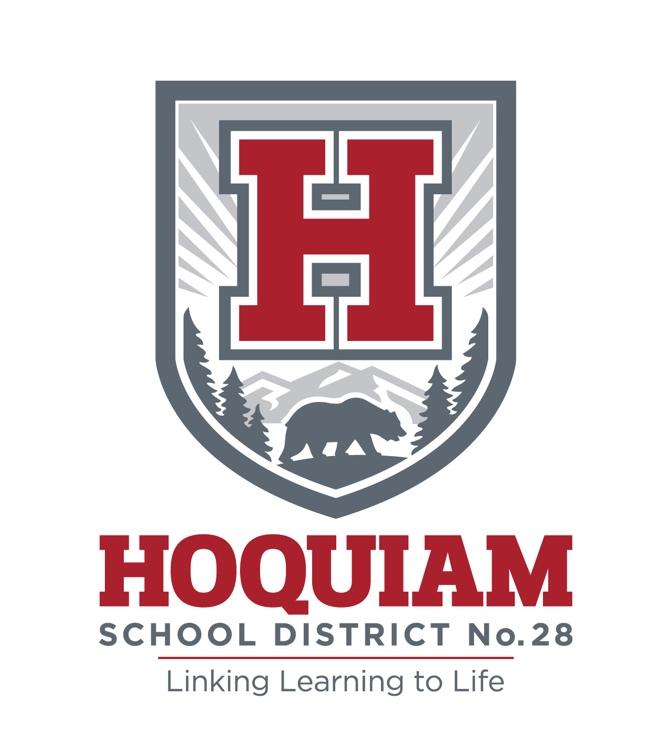 H
HOQUIAM
SCHOOL DISTRICT No. 28
Linking Learning to Life